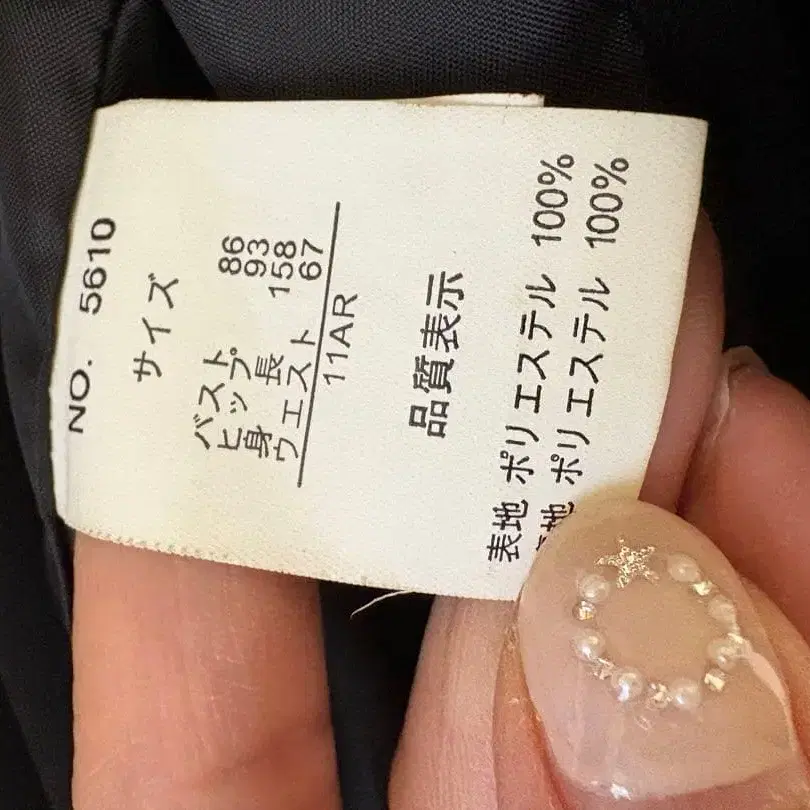 NO. 5610
サイズ
バスト 86
ヒップ 93
身長 158
ウエスト 67
11AR
品質表示
表地 ポリエステル 100%
地 ポリエステル 100%